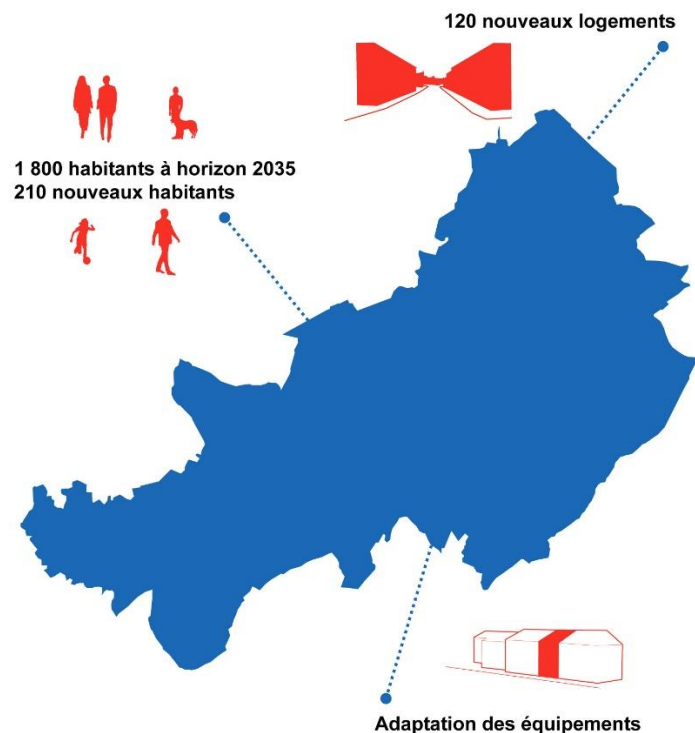 120 nouveaux logements
1 800 habitants à horizon 2035
210 nouveaux habitants
Adaptation des équipements